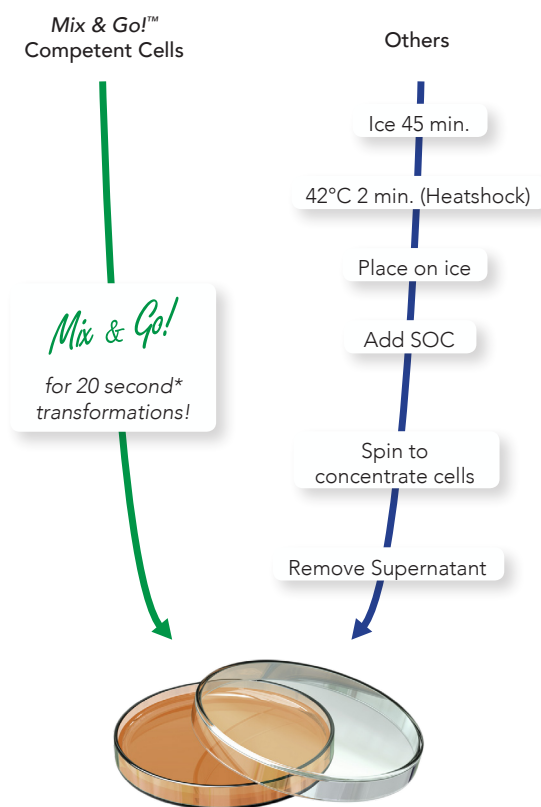 Mix & Go!™
Competent Cells
Mix & Go!
for 20 second*
transformations!
Others
Ice 45 min.
42°C 2 min. (Heatshock)
Place on ice
Add SOC
Spin to
concentrate cells
Remove Supernatant